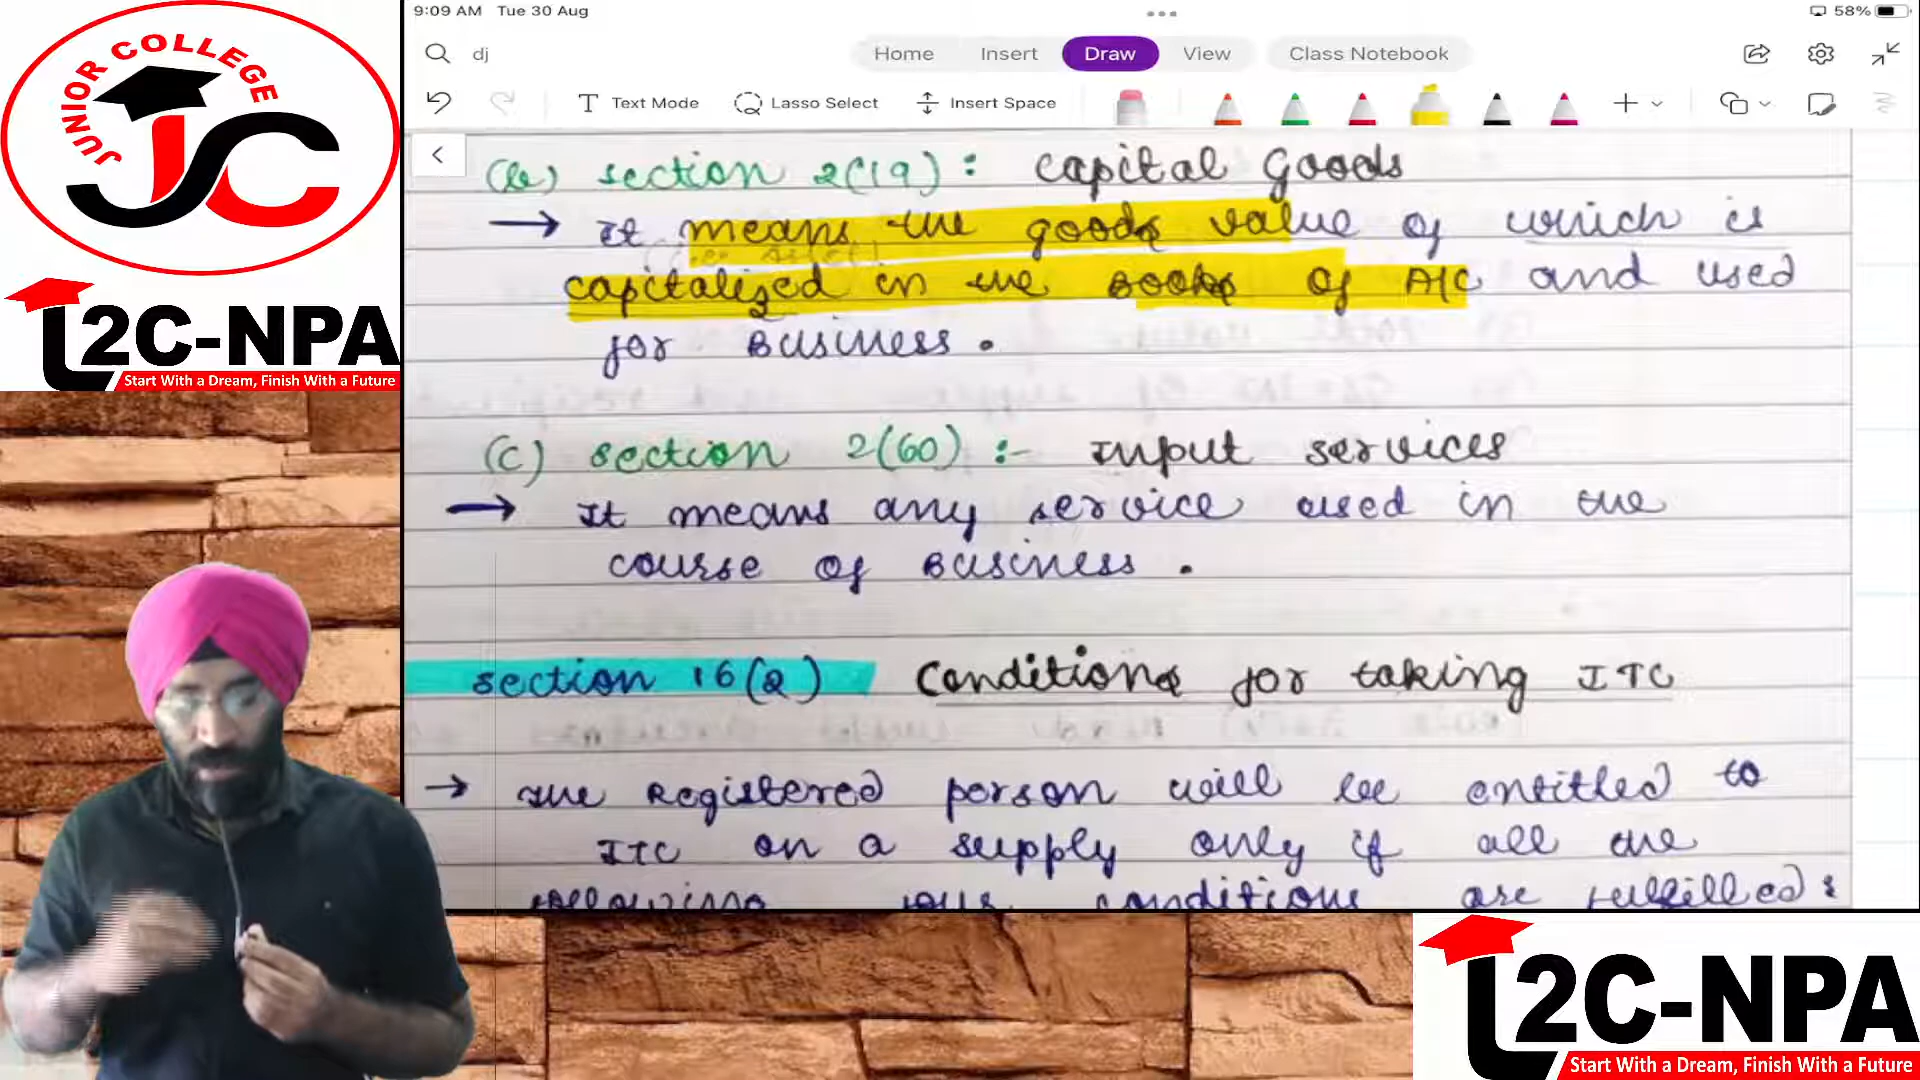 JUNIOR COLLEGE
JC
L2C-NPA
Start With a Dream, Finish With a Future
9:09 AM Tue 30 Aug
58%
dj
Home Insert Draw View Class Notebook
Text Mode Lasso Select Insert Space
(b) section 2(19): Capital Goods
→ It means the goods value of which is
capitalized in the books of A/C and used
for Business.
(c) section 2(60) :- Input services
→ It means any service used in the
course of Business.
section 16(2) Conditions for taking ITC
→ The Registered person will be entitled to
ITC on a supply only if all the
following four conditions are fulfilled:
L2C-NPA
Start With a Dream, Finish With a Future